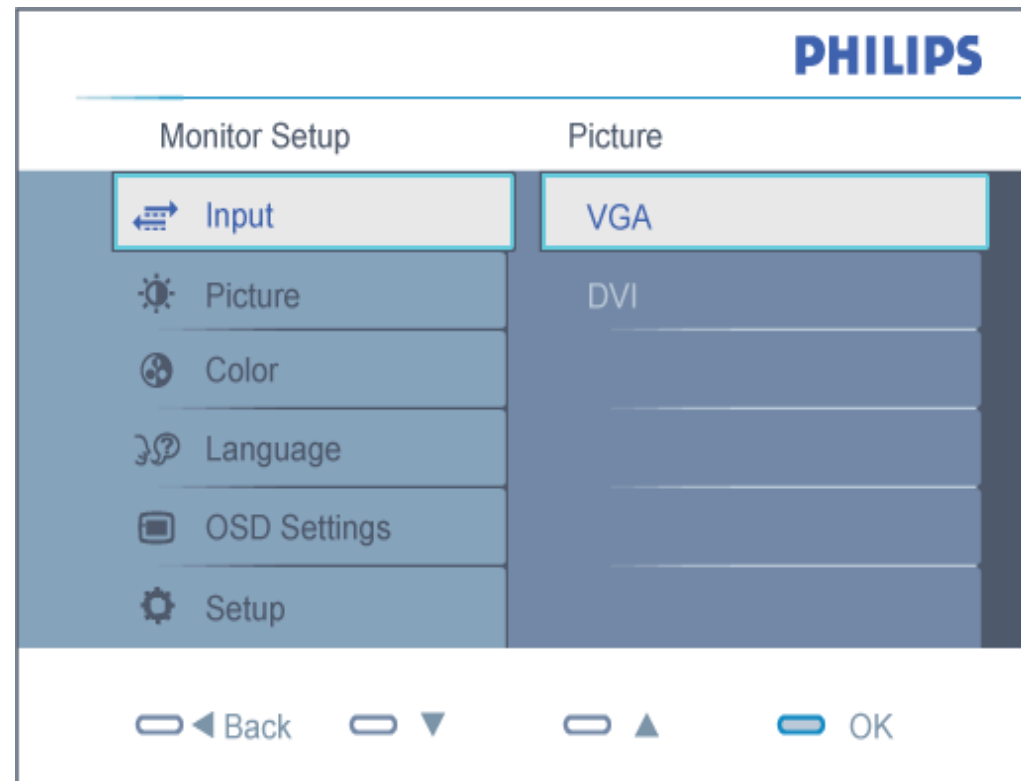 PHILIPS
Monitor Setup
Picture
Input
VGA
Picture
DVI
Color
Language
OSD Settings
Setup
Back
OK